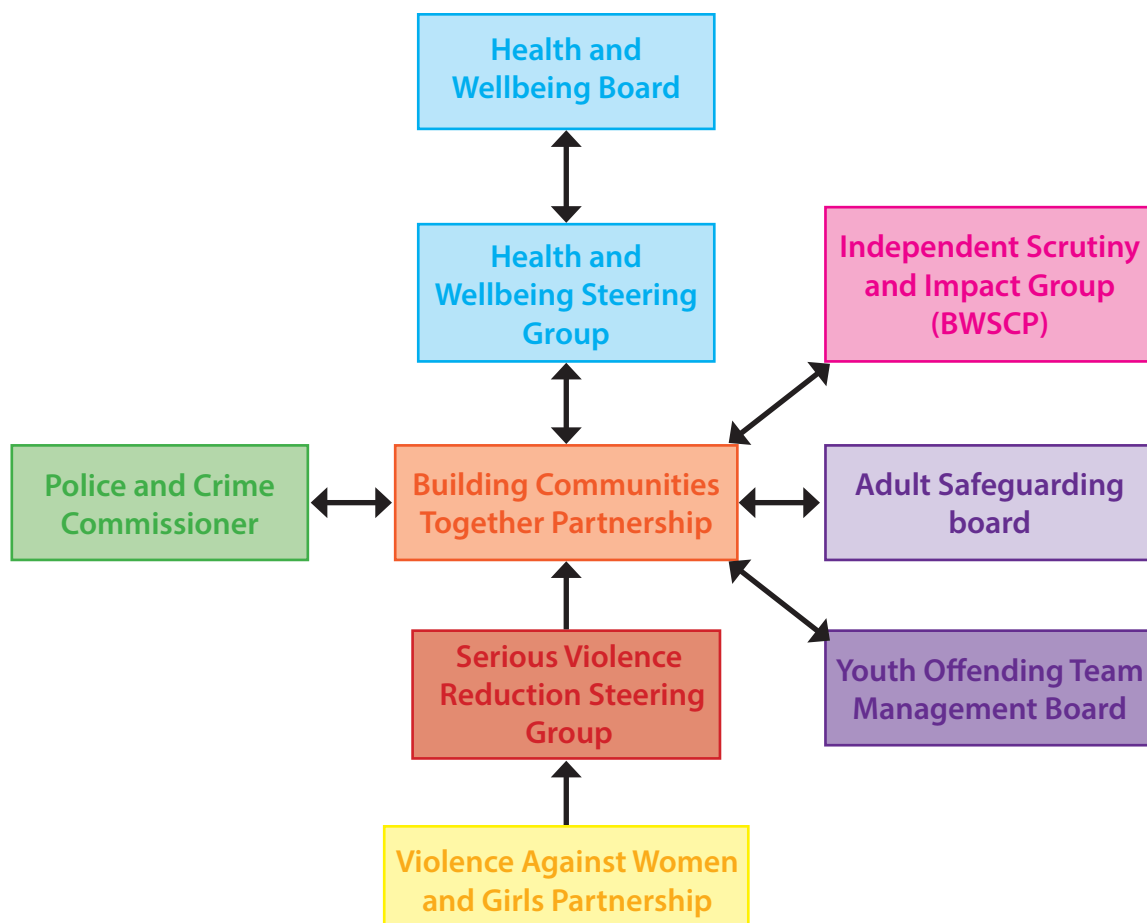 Health and
Wellbeing Board
Health and
Wellbeing Steering
Group
Independent Scrutiny
and Impact Group
(BWSCP)
Police and Crime
Commissioner
Building Communities
Together Partnership
Adult Safeguarding
board
Serious Violence
Reduction Steering
Group
Youth Offending Team
Management Board
Violence Against Women
and Girls Partnership